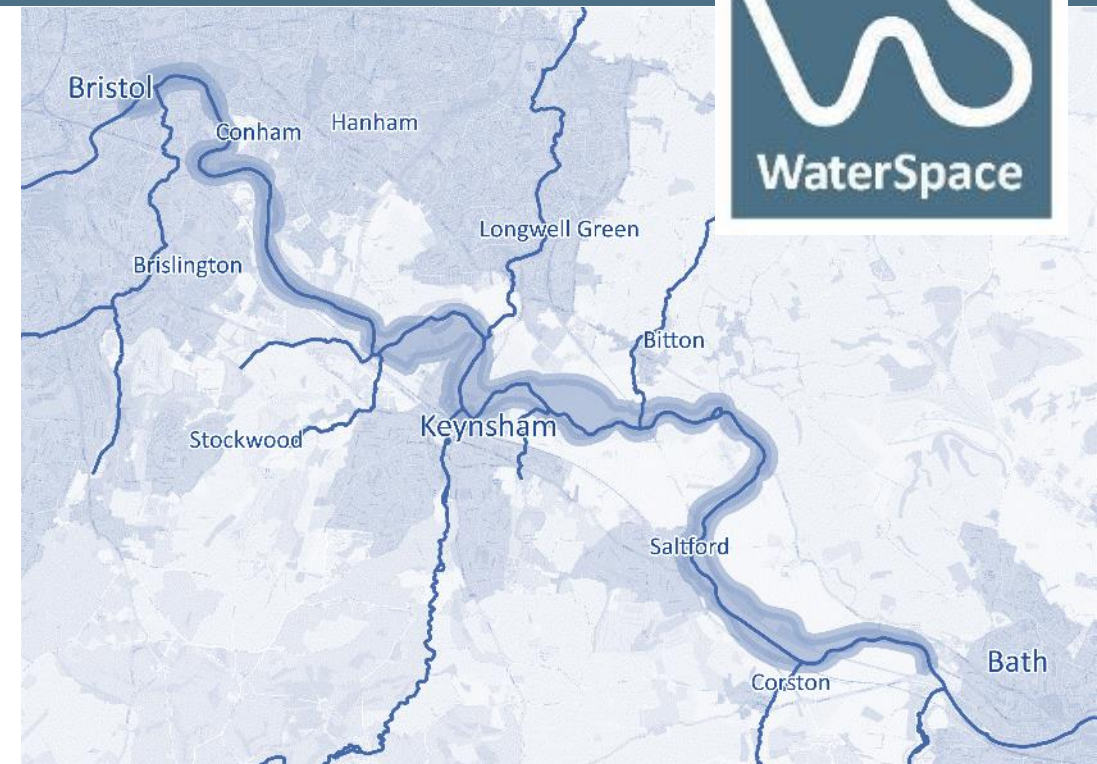 WaterSpace
Bristol
Conham
Hanham
Longwell Green
Brislington
Bitton
Stockwood
Keynsham
Saltford
Bath
Corston